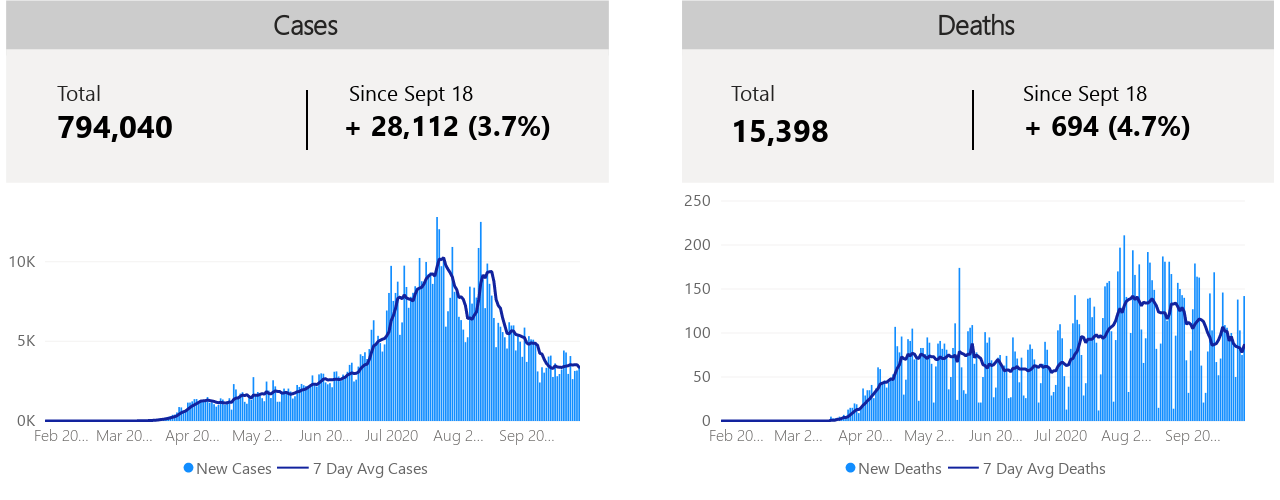 Cases
Total
Since Sept 18
794,040
+ 28,112 (3.7%)
10K
5K
0K
Feb 20... Mar 20... Apr 20... May 2... Jun 20... Jul 2020 Aug 2... Sep 20...
New Cases 7 Day Avg Cases
Deaths
Total
Since Sept 18
15,398
+ 694 (4.7%)
250
200
150
100
50
0
Feb 20... Mar 2... Apr 20... May 2... Jun 20... Jul 2020 Aug 2... Sep 20...
New Deaths 7 Day Avg Deaths